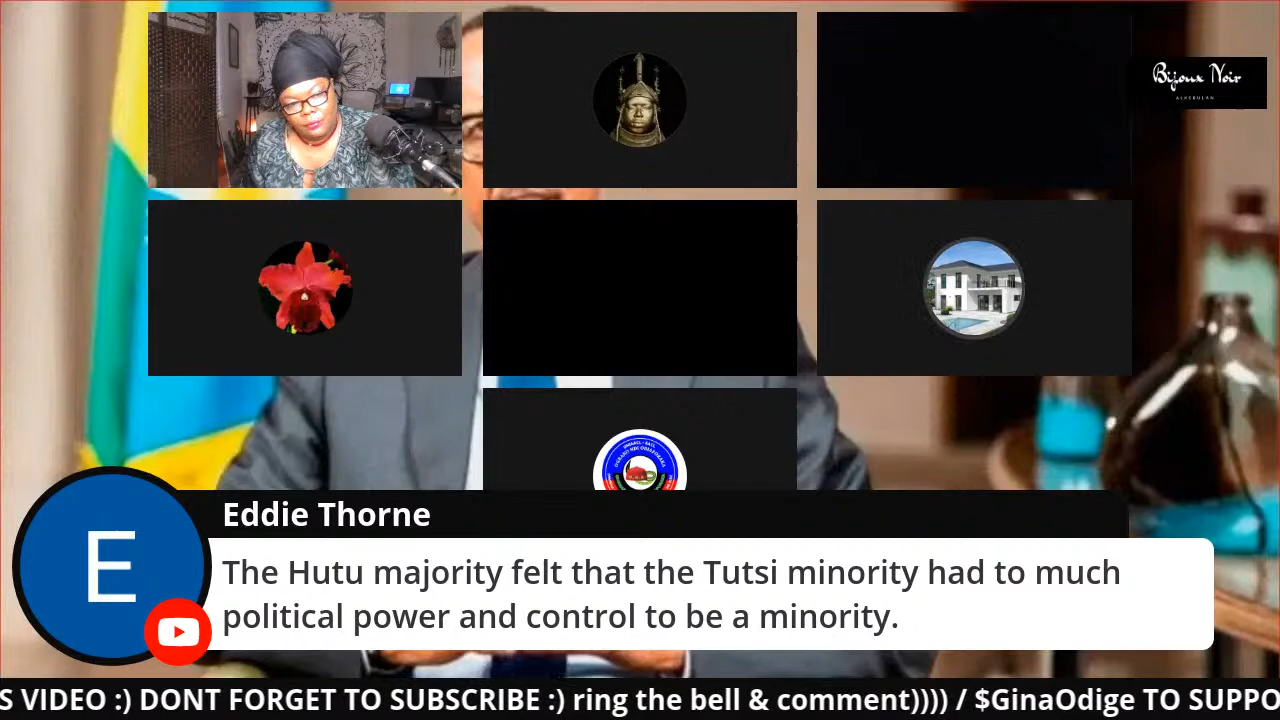 Bijoux Noir
ALKEBULAN
E
Eddie Thorne
The Hutu majority felt that the Tutsi minority had to much
political power and control to be a minority.
S VIDEO :) DONT FORGET TO SUBSCRIBE :) ring the bell & comment)))) / $GinaOdige TO SUPPO